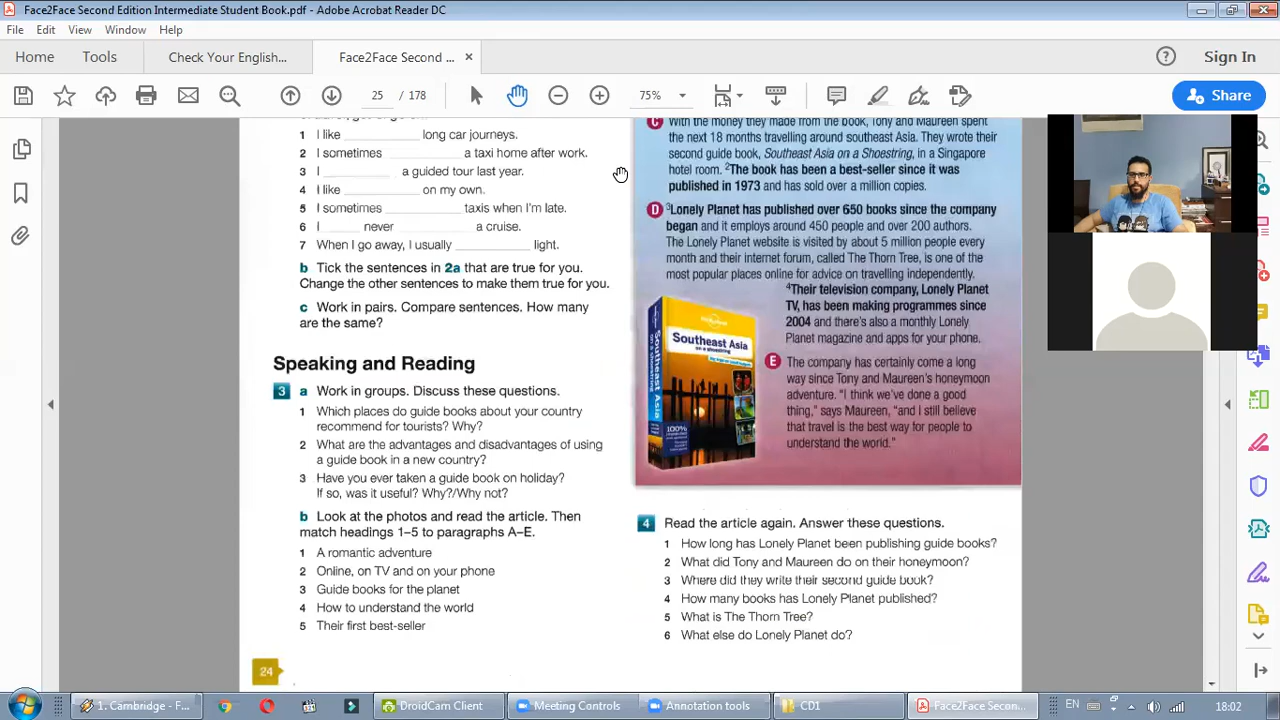 Face2Face Second Edition Intermediate Student Book.pdf - Adobe Acrobat Reader DC
File Edit View Window Help
Home Tools Check Your English... Face2Face Second ... ×
25 / 178 75% Share
Sign In
1 I like long car journeys.
2 I sometimes a taxi home after work.
3 I a guided tour last year.
4 I like on my own.
5 I sometimes taxis when I'm late.
6 I never a cruise.
7 When I go away, I usually light.
b Tick the sentences in 2a that are true for you.
Change the other sentences to make them true for you.
c Work in pairs. Compare sentences. How many
are the same?
Speaking and Reading
3 a Work in groups. Discuss these questions.
1 Which places do guide books about your country
recommend for tourists? Why?
2 What are the advantages and disadvantages of using
a guide book in a new country?
3 Have you ever taken a guide book on holiday?
If so, was it useful? Why?/Why not?
b Look at the photos and read the article. Then
match headings 1–5 to paragraphs A–E.
1 A romantic adventure
2 Online, on TV and on your phone
3 Guide books for the planet
4 How to understand the world
5 Their first best-seller
24
C With the money they made from the book, Tony and Maureen spent
the next 18 months travelling around southeast Asia. They wrote their
second guide book, Southeast Asia on a Shoestring, in a Singapore
hotel room. 2The book has been a best-seller since it was
published in 1973 and has sold over a million copies.
D 3Lonely Planet has published over 650 books since the company
began and it employs around 450 people and over 200 authors.
The Lonely Planet website is visited by about 5 million people every
month and their internet forum, called The Thorn Tree, is one of the
most popular places online for advice on travelling independently.
4Their television company, Lonely Planet
TV, has been making programmes since
2004 and there's also a monthly Lonely
Planet magazine and apps for your phone.
E The company has certainly come a long
way since Tony and Maureen's honeymoon
adventure. "I think we've done a good
thing," says Maureen, "and I still believe
that travel is the best way for people to
understand the world."
Southeast Asia
on a shoestring
Southeast Asia
100%
4 Read the article again. Answer these questions.
1 How long has Lonely Planet been publishing guide books?
2 What did Tony and Maureen do on their honeymoon?
3 Where did they write their second guide book?
4 How many books has Lonely Planet published?
5 What is The Thorn Tree?
6 What else do Lonely Planet do?
1. Cambridge - F... DroidCam Client Meeting Controls Annotation tools CD1 Face2Face Secon... EN 18:02